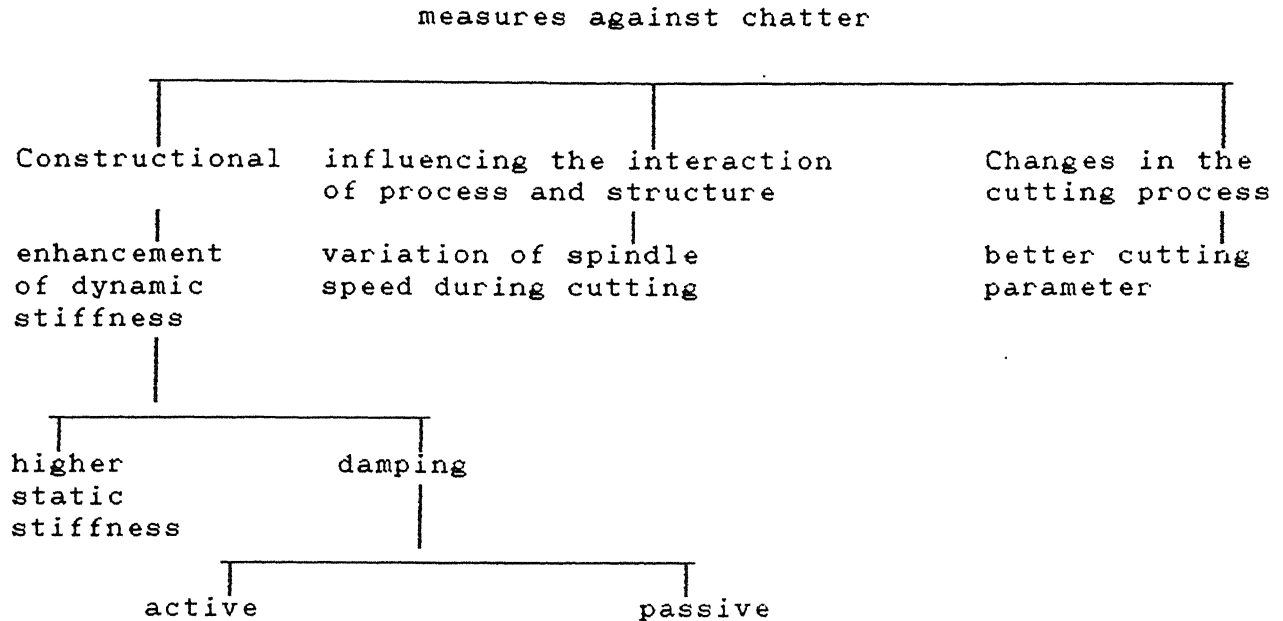 measures against chatter
Constructional
influencing the interaction
of process and structure
Changes in the
cutting process
enhancement
of dynamic
stiffness
variation of spindle
speed during cutting
better cutting
parameter
higher
static
stiffness
damping
active
passive